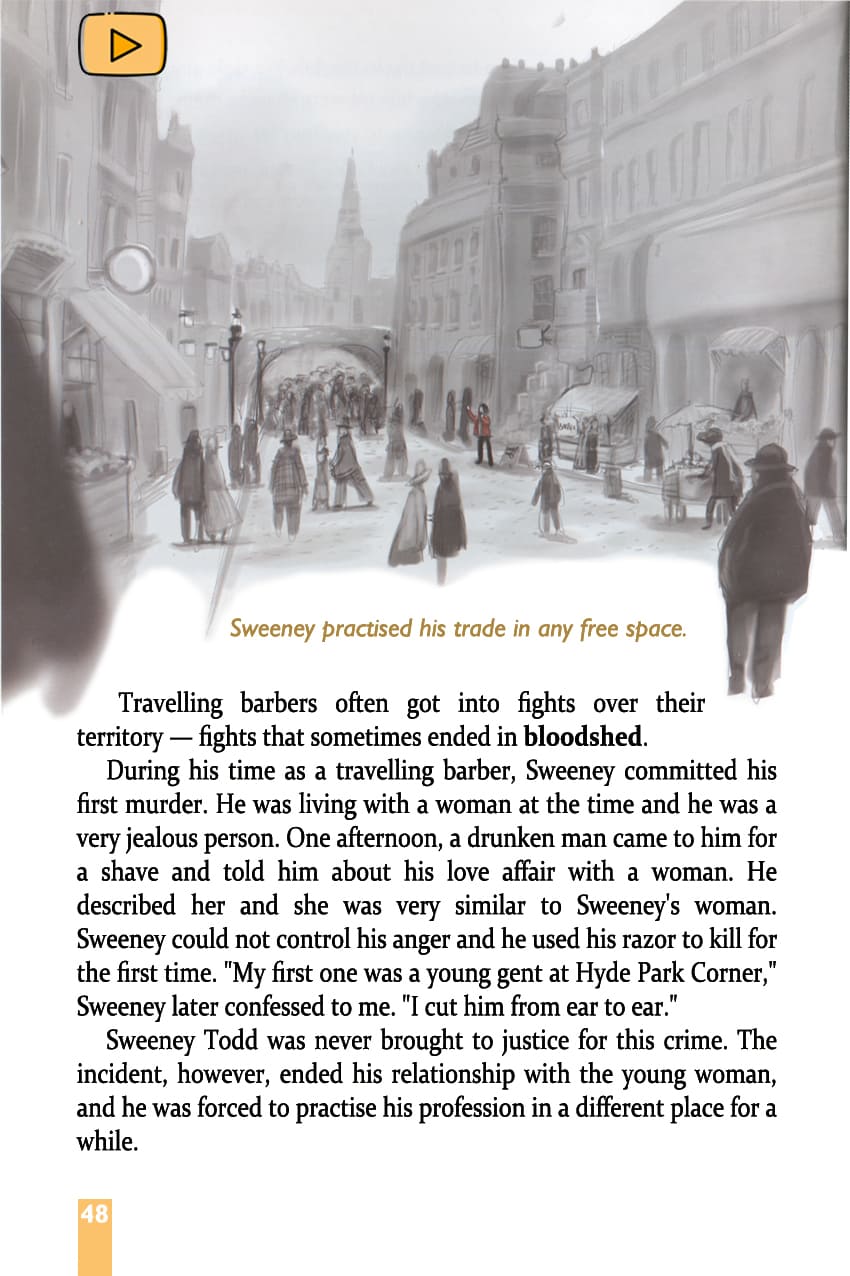 Sweeney practised his trade in any free space.
Travelling barbers often got into fights over their
territory — fights that sometimes ended in bloodshed.
During his time as a travelling barber, Sweeney committed his
first murder. He was living with a woman at the time and he was a
very jealous person. One afternoon, a drunken man came to him for
a shave and told him about his love affair with a woman. He
described her and she was very similar to Sweeney's woman.
Sweeney could not control his anger and he used his razor to kill for
the first time. "My first one was a young gent at Hyde Park Corner,"
Sweeney later confessed to me. "I cut him from ear to ear."
Sweeney Todd was never brought to justice for this crime. The
incident, however, ended his relationship with the young woman,
and he was forced to practise his profession in a different place for a
while.
48